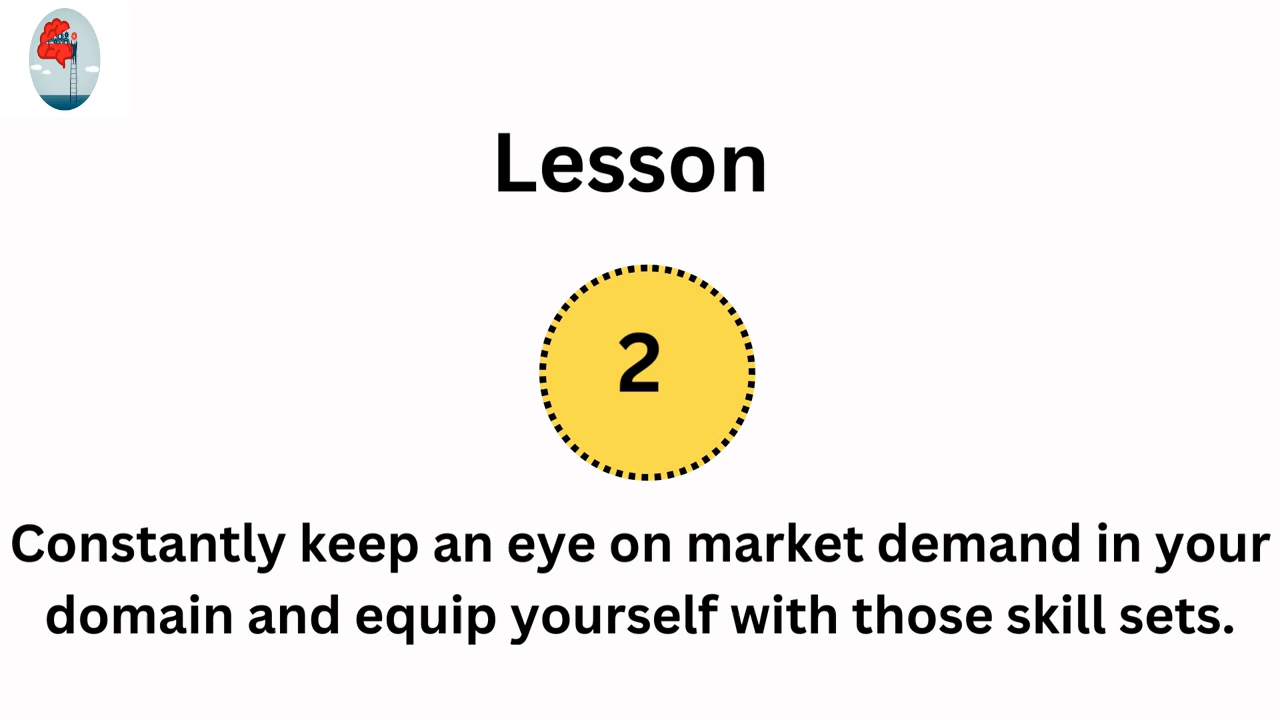 Lesson
2
Constantly keep an eye on market demand in your
domain and equip yourself with those skill sets.